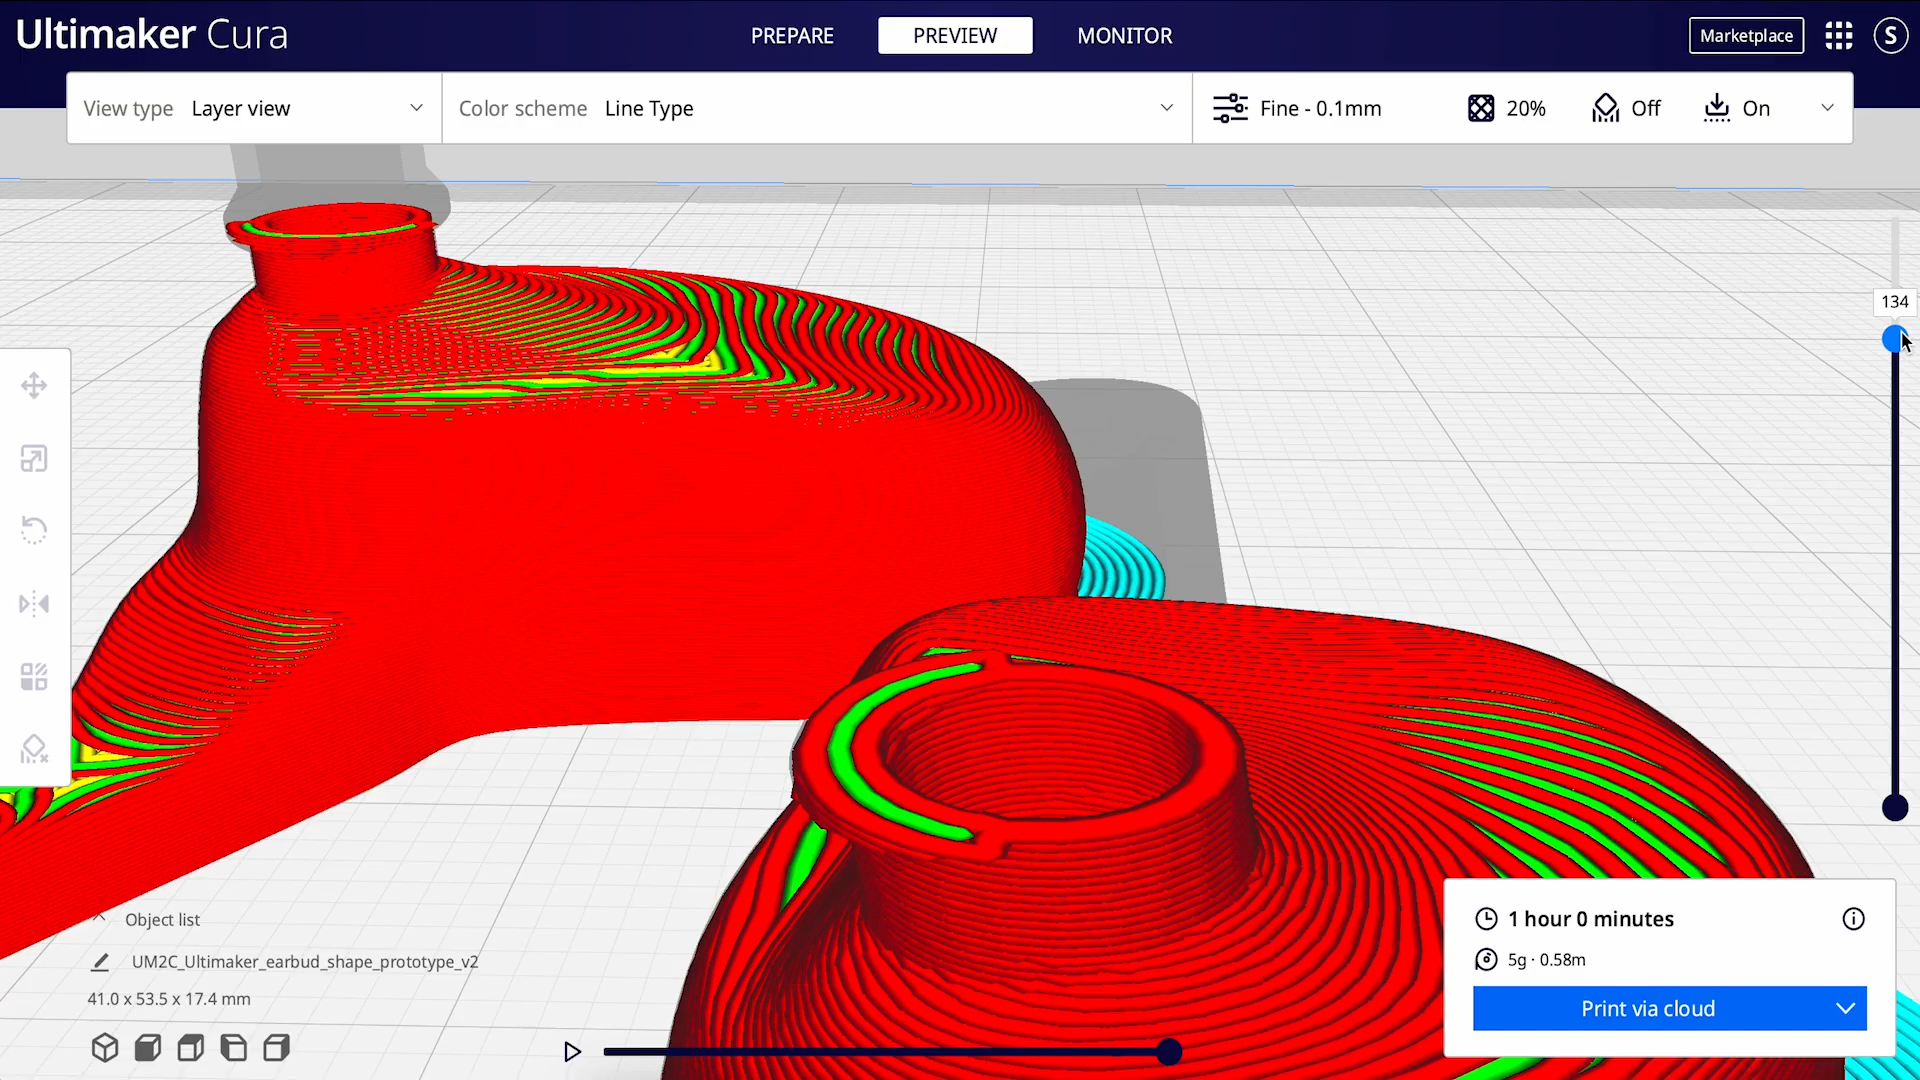 Ultimaker Cura
PREPARE
PREVIEW
MONITOR
Marketplace
S
View type Layer view
Color scheme Line Type
Fine - 0.1mm
20%
Off
On
134
Object list
UM2C_Ultimaker_earbud_shape_prototype_v2
41.0 x 53.5 x 17.4 mm
1 hour 0 minutes
5g · 0.58m
Print via cloud